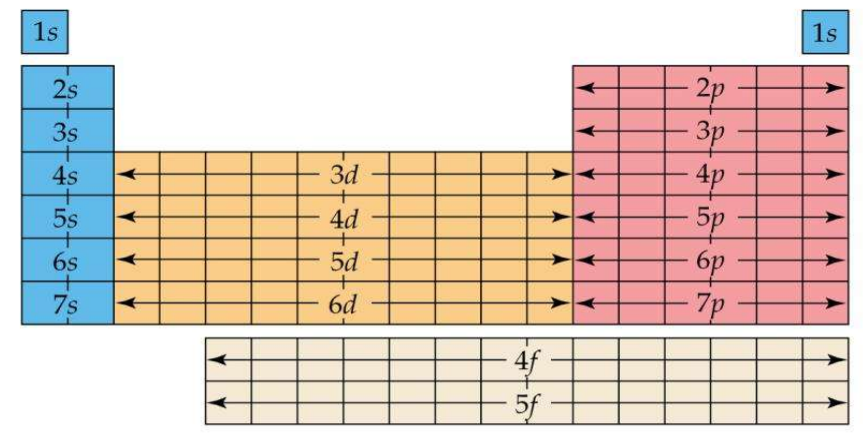 1s 1s
2s 2p
3s 3p
4s 3d 4p
5s 4d 5p
6s 5d 6p
7s 6d 7p
4f
5f